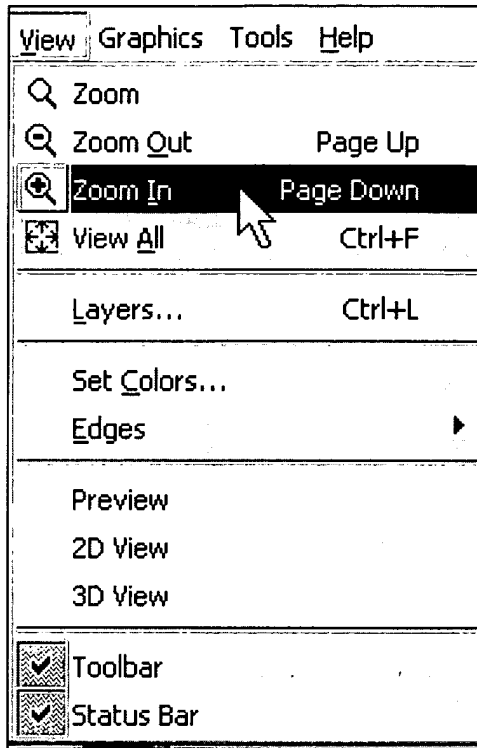 View Graphics Tools Help
Zoom
Zoom Out Page Up
Zoom In Page Down
View All Ctrl+F
Layers... Ctrl+L
Set Colors...
Edges
Preview
2D View
3D View
Toolbar
Status Bar